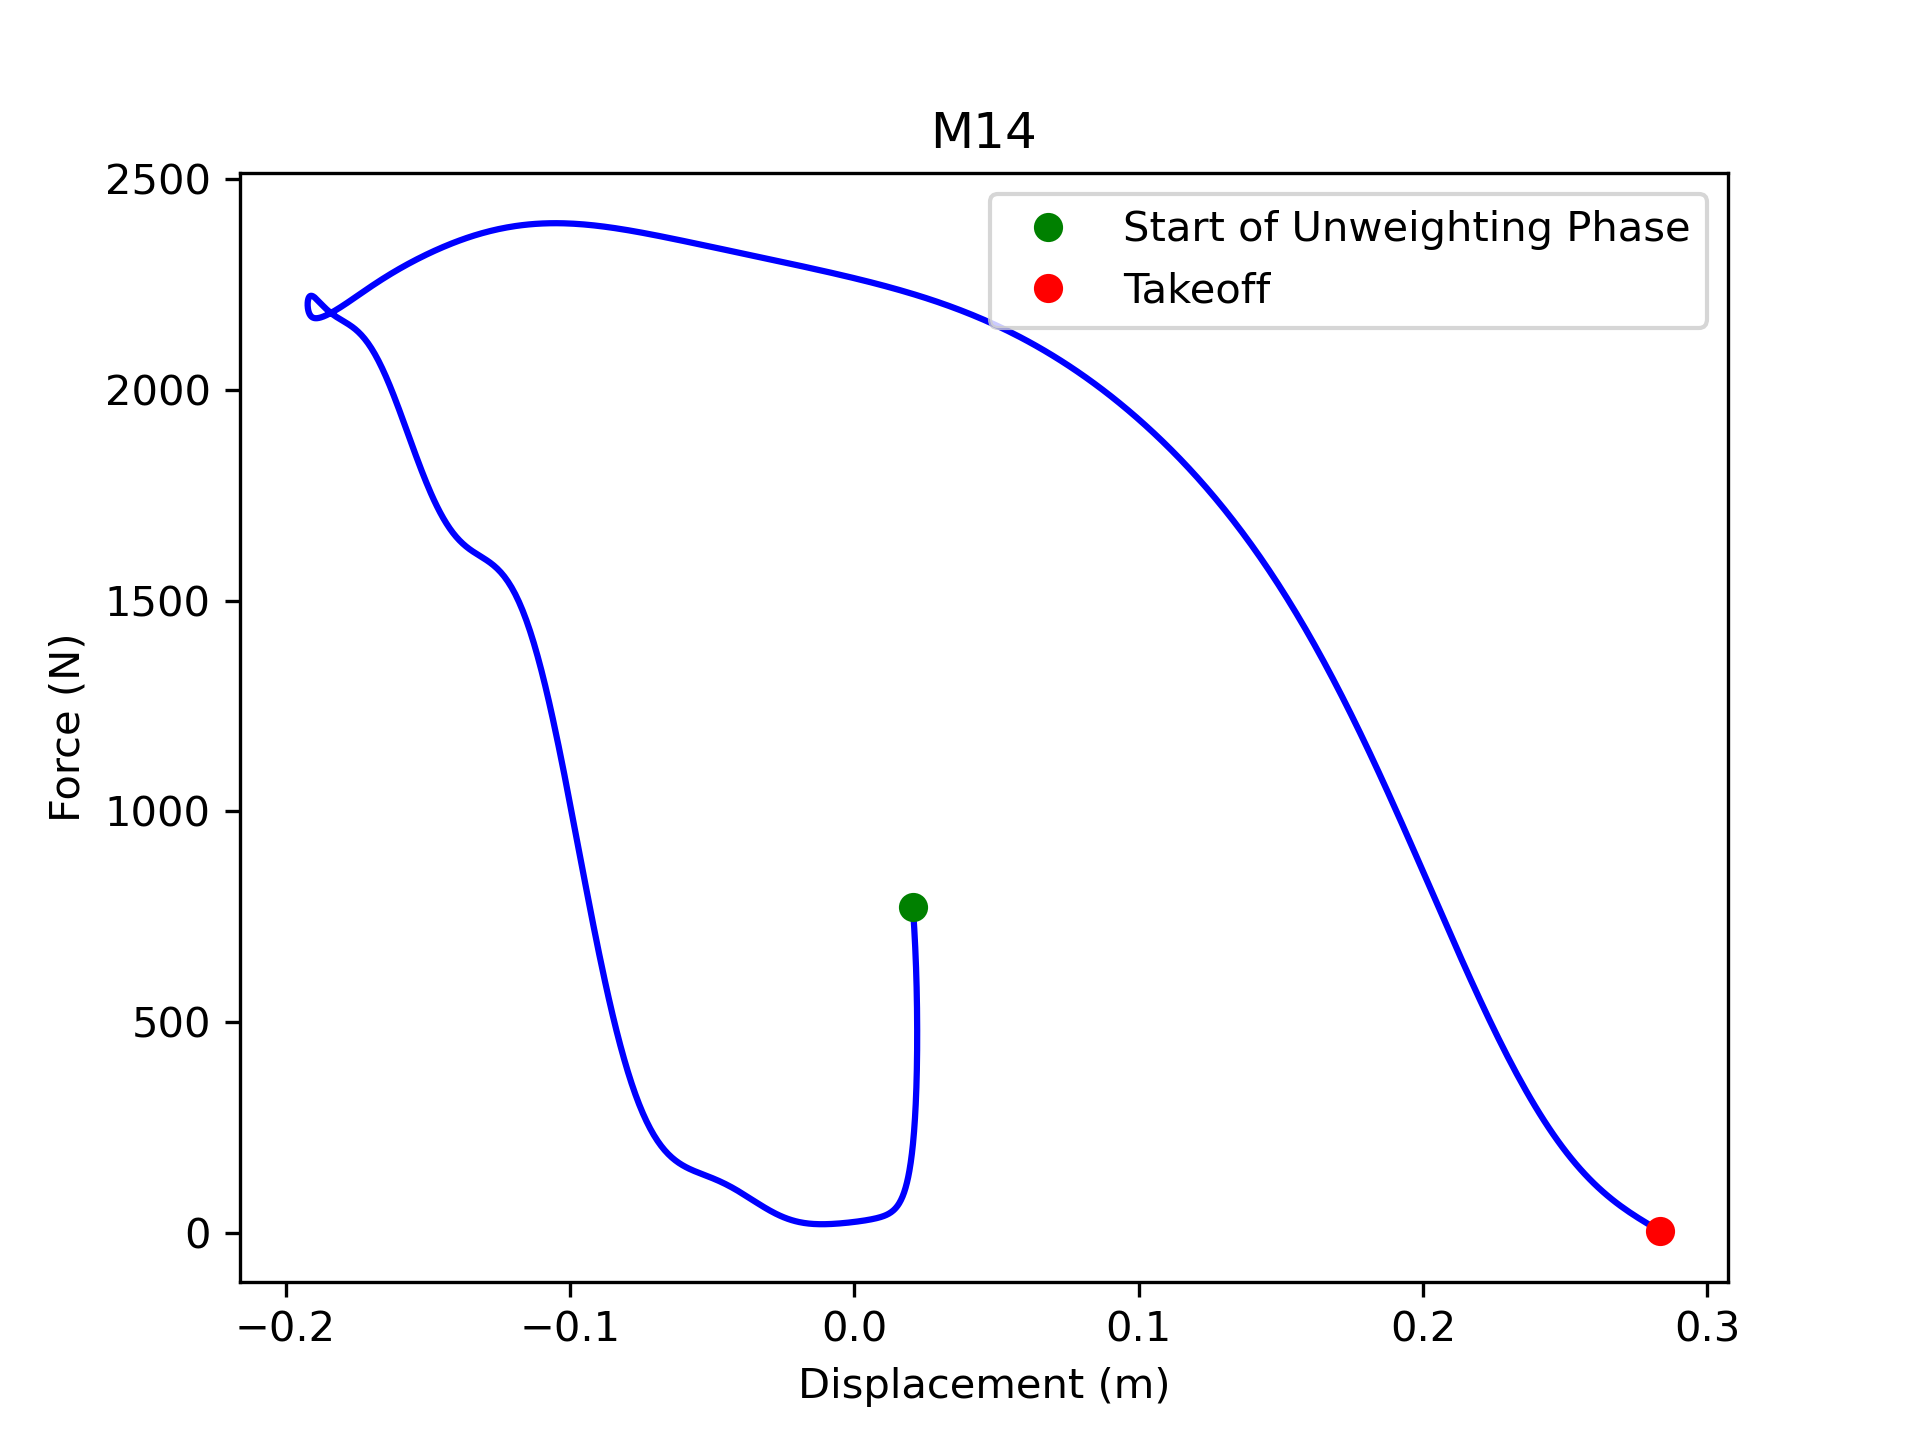 M14
2500
2000
1500
1000
500
0
Force (N)
Start of Unweighting Phase
Takeoff
−0.2 −0.1 0.0 0.1 0.2 0.3
Displacement (m)